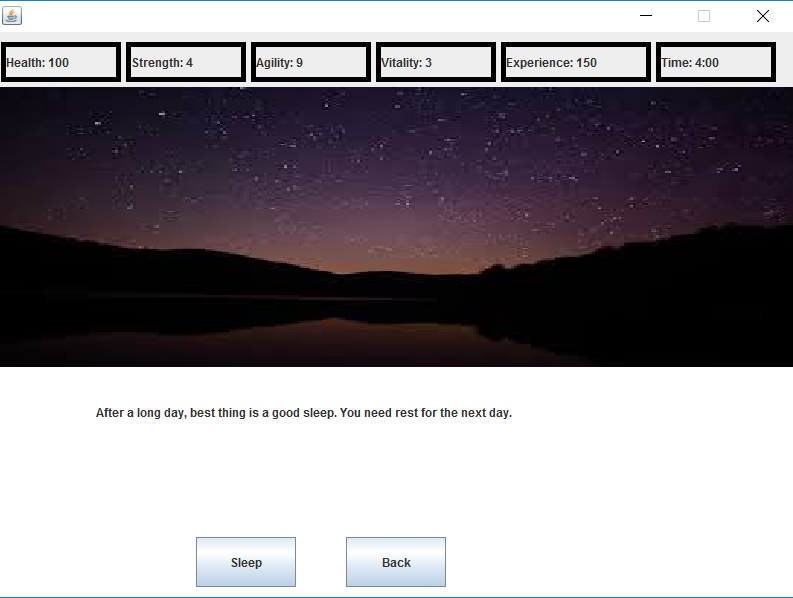 Health: 100 Strength: 4 Agility: 9 Vitality: 3 Experience: 150 Time: 4:00
After a long day, best thing is a good sleep. You need rest for the next day.
Sleep Back